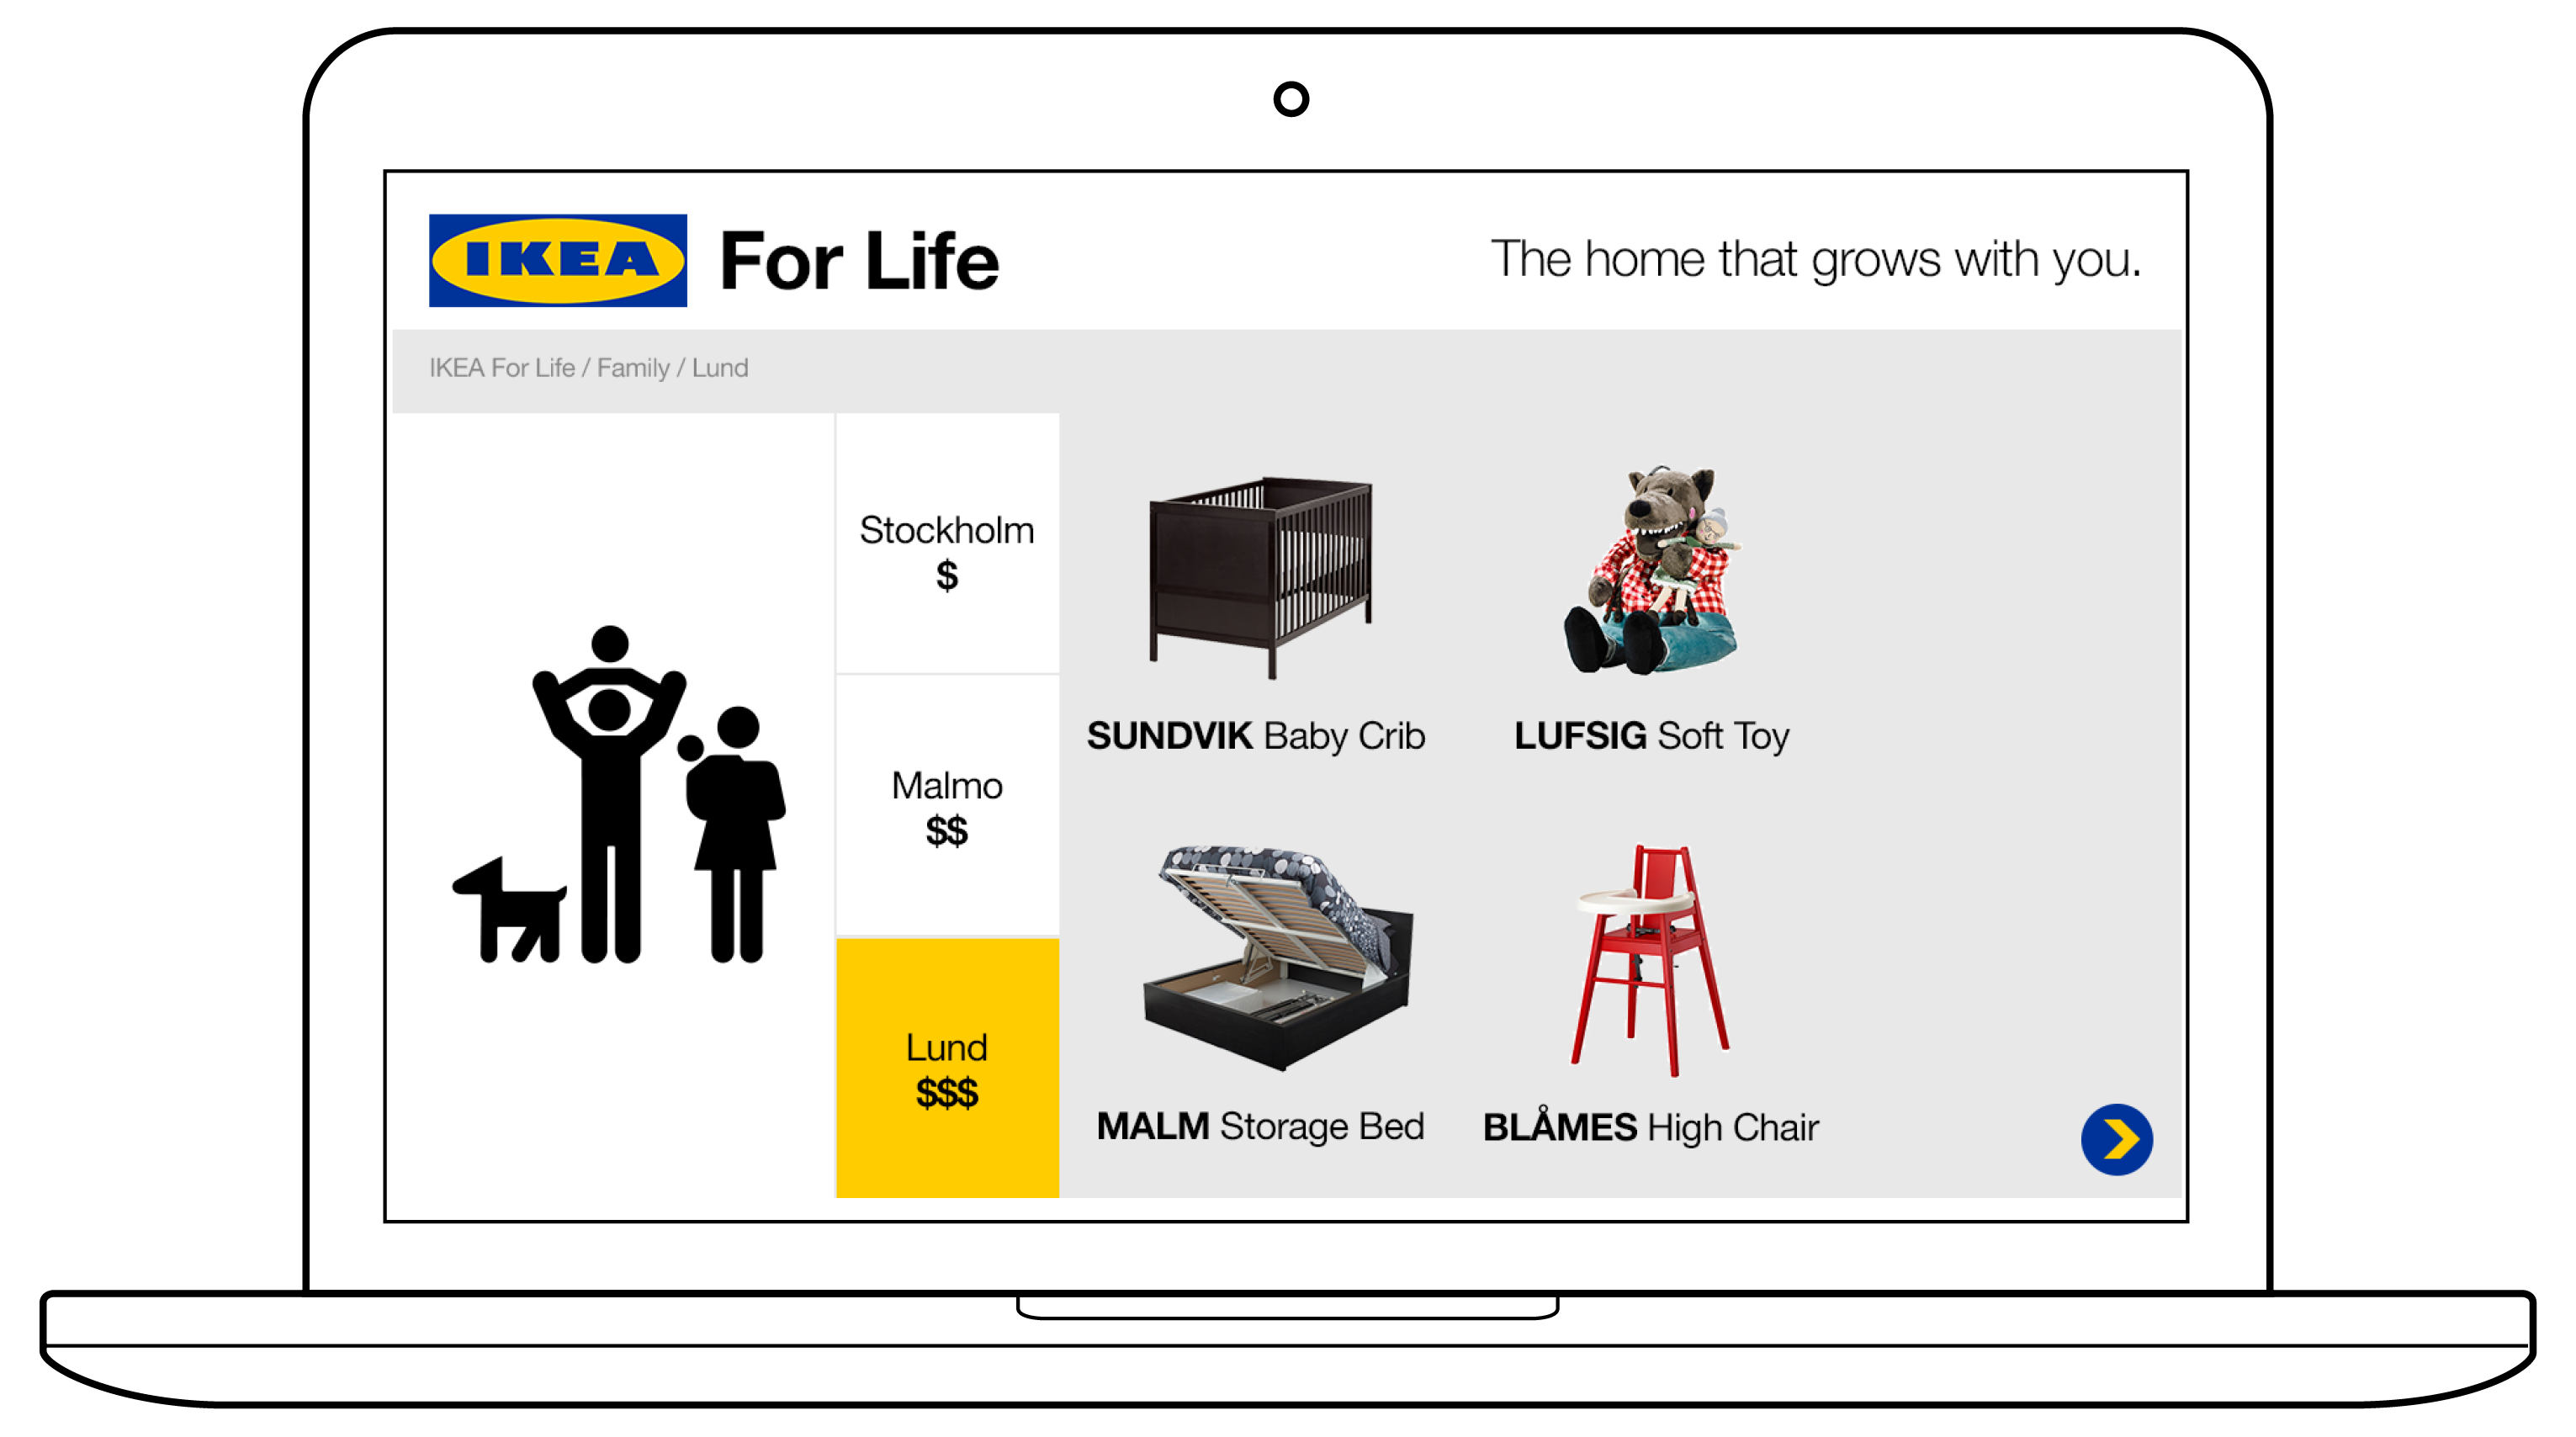 IKEA For Life
The home that grows with you.
IKEA For Life / Family / Lund
Stockholm
$
Malmo
$$
Lund
$$$
SUNDVIK Baby Crib
LUFSIG Soft Toy
MALM Storage Bed
BLÅMES High Chair